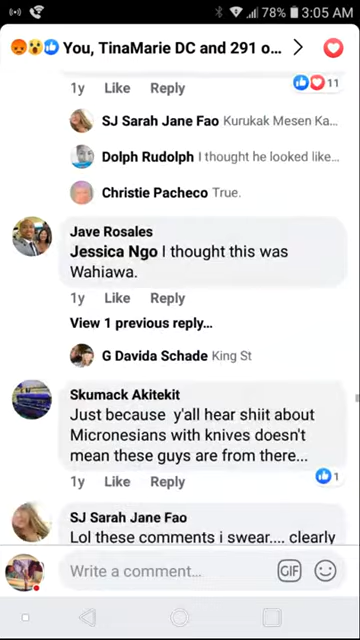 78% 3:05 AM
You, TinaMarie DC and 291 o...
1y Like Reply 11
SJ Sarah Jane Fao Kurukak Mesen Ka...
Dolph Rudolph I thought he looked like...
Christie Pacheco True.
Jave Rosales
Jessica Ngo I thought this was
Wahiawa.
1y Like Reply
View 1 previous reply...
G Davida Schade King St
Skumack Akitekit
Just because y'all hear shiit about
Micronesians with knives doesn't
mean these guys are from there...
1y Like Reply 1
SJ Sarah Jane Fao
Lol these comments i swear.... clearly
Write a comment... GIF